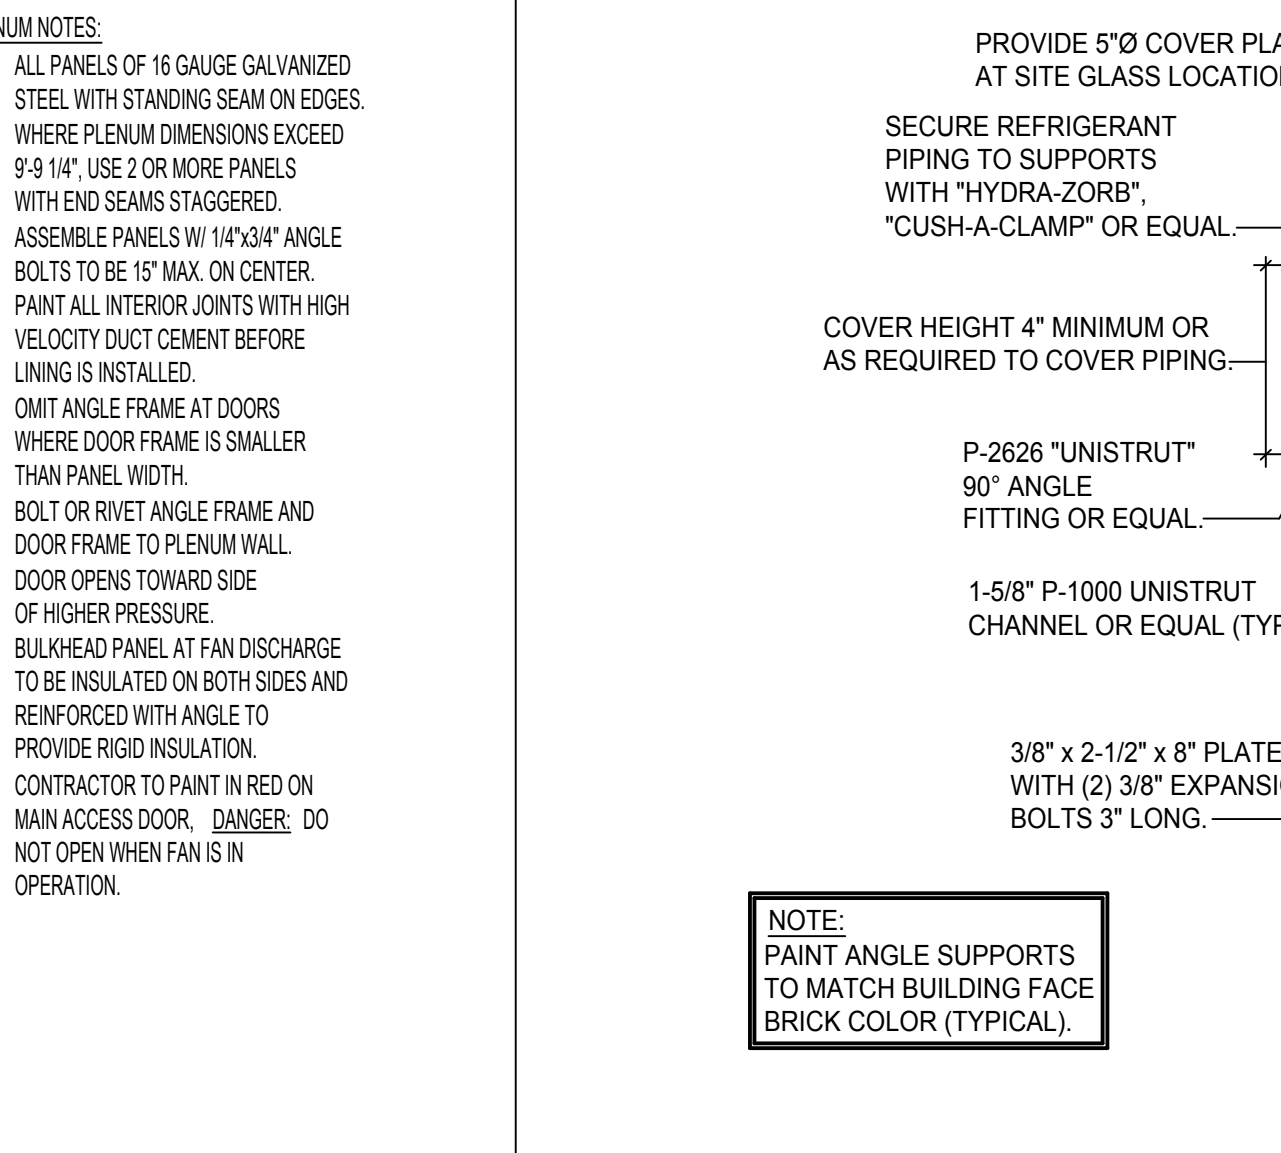 NOTES:
ALL PANELS OF 16 GAUGE GALVANIZED
STEEL WITH STANDING SEAM ON EDGES.
WHERE PLENUM DIMENSIONS EXCEED
9'-9 1/4", USE 2 OR MORE PANELS
WITH END SEAMS STAGGERED.
ASSEMBLE PANELS W/ 1/4"x3/4" ANGLE
BOLTS TO BE 15" MAX. ON CENTER.
PAINT ALL INTERIOR JOINTS WITH HIGH
VELOCITY DUCT CEMENT BEFORE
LINING IS INSTALLED.
OMIT ANGLE FRAME AT DOORS
WHERE DOOR FRAME IS SMALLER
THAN PANEL WIDTH.
BOLT OR RIVET ANGLE FRAME AND
DOOR FRAME TO PLENUM WALL.
DOOR OPENS TOWARD SIDE
OF HIGHER PRESSURE.
BULKHEAD PANEL AT FAN DISCHARGE
TO BE INSULATED ON BOTH SIDES AND
REINFORCED WITH ANGLE TO
PROVIDE RIGID INSULATION.
CONTRACTOR TO PAINT IN RED ON
MAIN ACCESS DOOR, DANGER: DO
NOT OPEN WHEN FAN IS IN
OPERATION.
PROVIDE 5"Ø COVER
AT SITE GLASS
SECURE REFRIGERANT
PIPING TO SUPPORTS
WITH "HYDRA-ZORB",
"CUSH-A-CLAMP" OR EQUAL.
COVER HEIGHT 4" MINIMUM OR
AS REQUIRED TO COVER PIPING.
P-2626 "UNISTRUT"
90° ANGLE
FITTING OR EQUAL.
1-5/8" P-1000 UNISTRUT
CHANNEL OR EQUAL
3/8" x 2-1/2" x 8" PLATE
WITH (2) 3/8"
BOLTS 3" LONG.
NOTE:
PAINT ANGLE SUPPORTS
TO MATCH BUILDING FACE
BRICK COLOR (TYPICAL).